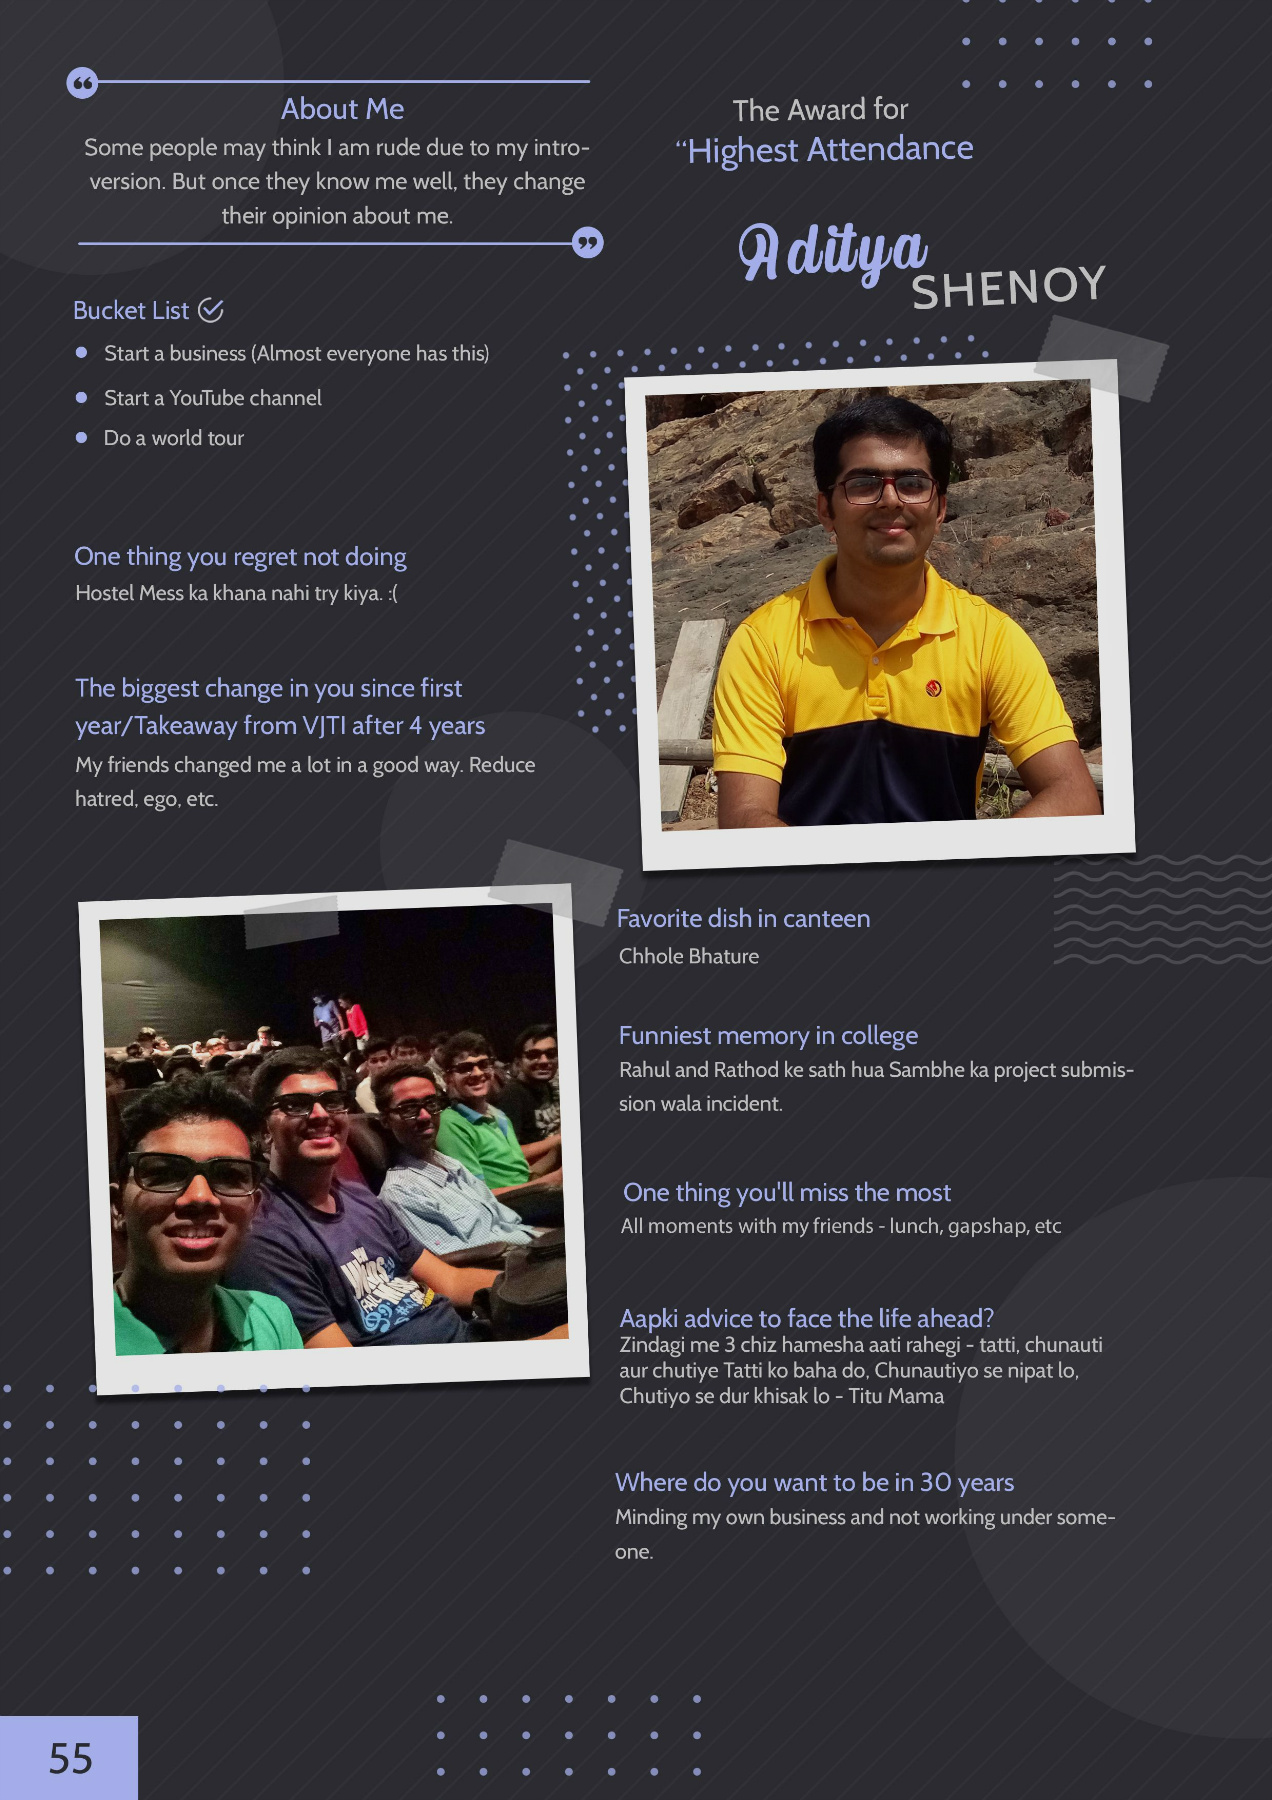 About Me
Some people may think I am rude due to my intro-
version. But once they know me well, they change
their opinion about me.
Bucket List
Start a business (Almost everyone has this)
Start a YouTube channel
Do a world tour
One thing you regret not doing
Hostel Mess ka khana nahi try kiya. :(
The biggest change in you since first
year/Takeaway from VJTI after 4 years
My friends changed me a lot in a good way. Reduce
hatred, ego, etc.
The Award for
“Highest Attendance
Aditya
SHENOY
Favorite dish in canteen
Chhole Bhature
Funniest memory in college
Rahul and Rathod ke sath hua Sambhe ka project submis-
sion wala incident.
One thing you'll miss the most
All moments with my friends - lunch, gapshap, etc
Aapki advice to face the life ahead?
Zindagi me 3 chiz hamesha aati rahegi - tatti, chunauti
aur chutiye Tatti ko baha do, Chunautiyo se nipat lo,
Chutiyo se dur khisak lo - Titu Mama
Where do you want to be in 30 years
Minding my own business and not working under some-
one.
55